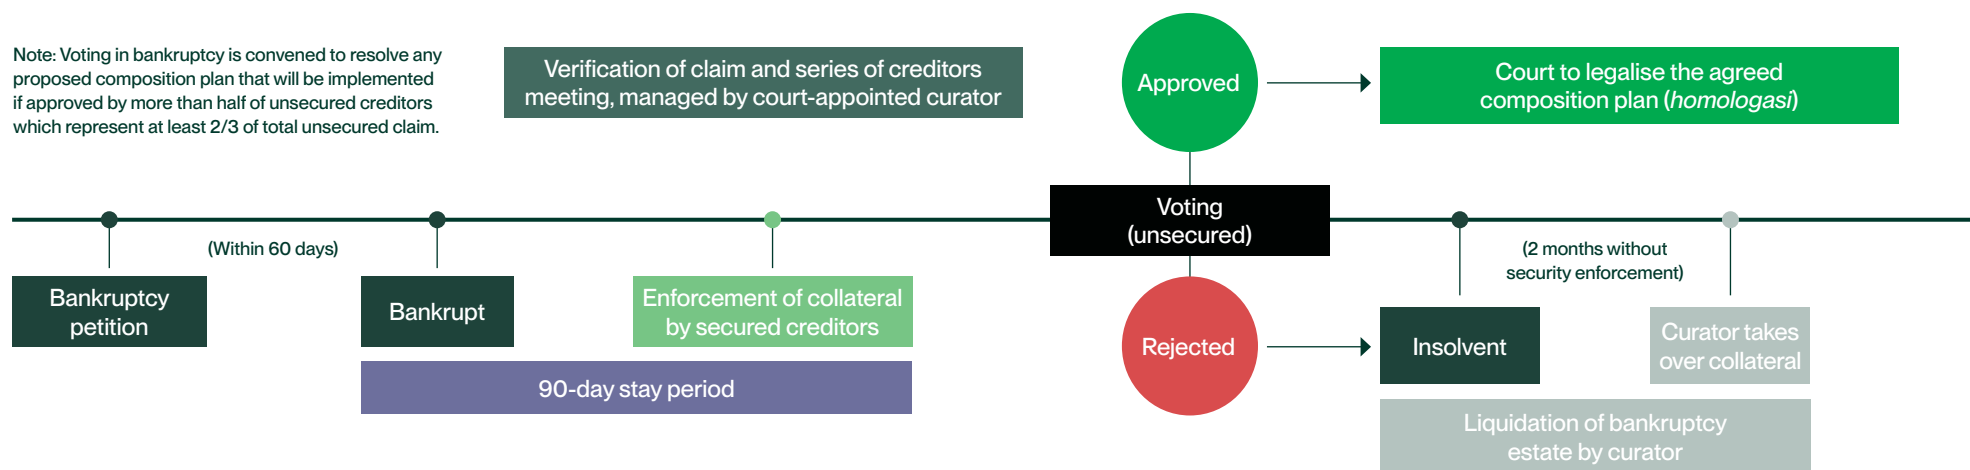 Note: Voting in bankruptcy is convened to resolve any
proposed composition plan that will be implemented
if approved by more than half of unsecured creditors
which represent at least 2/3 of total unsecured claim.
Verification of claim and series of creditors
meeting, managed by court-appointed curator
Approved
Court to legalise the agreed
composition plan (homologasi)
Voting
(unsecured)
(Within 60 days)
(2 months without
security enforcement)
Bankruptcy
petition
Bankrupt
Enforcement of collateral
by secured creditors
Rejected
Insolvent
Curator takes
over collateral
90-day stay period
Liquidation of bankruptcy
estate by curator